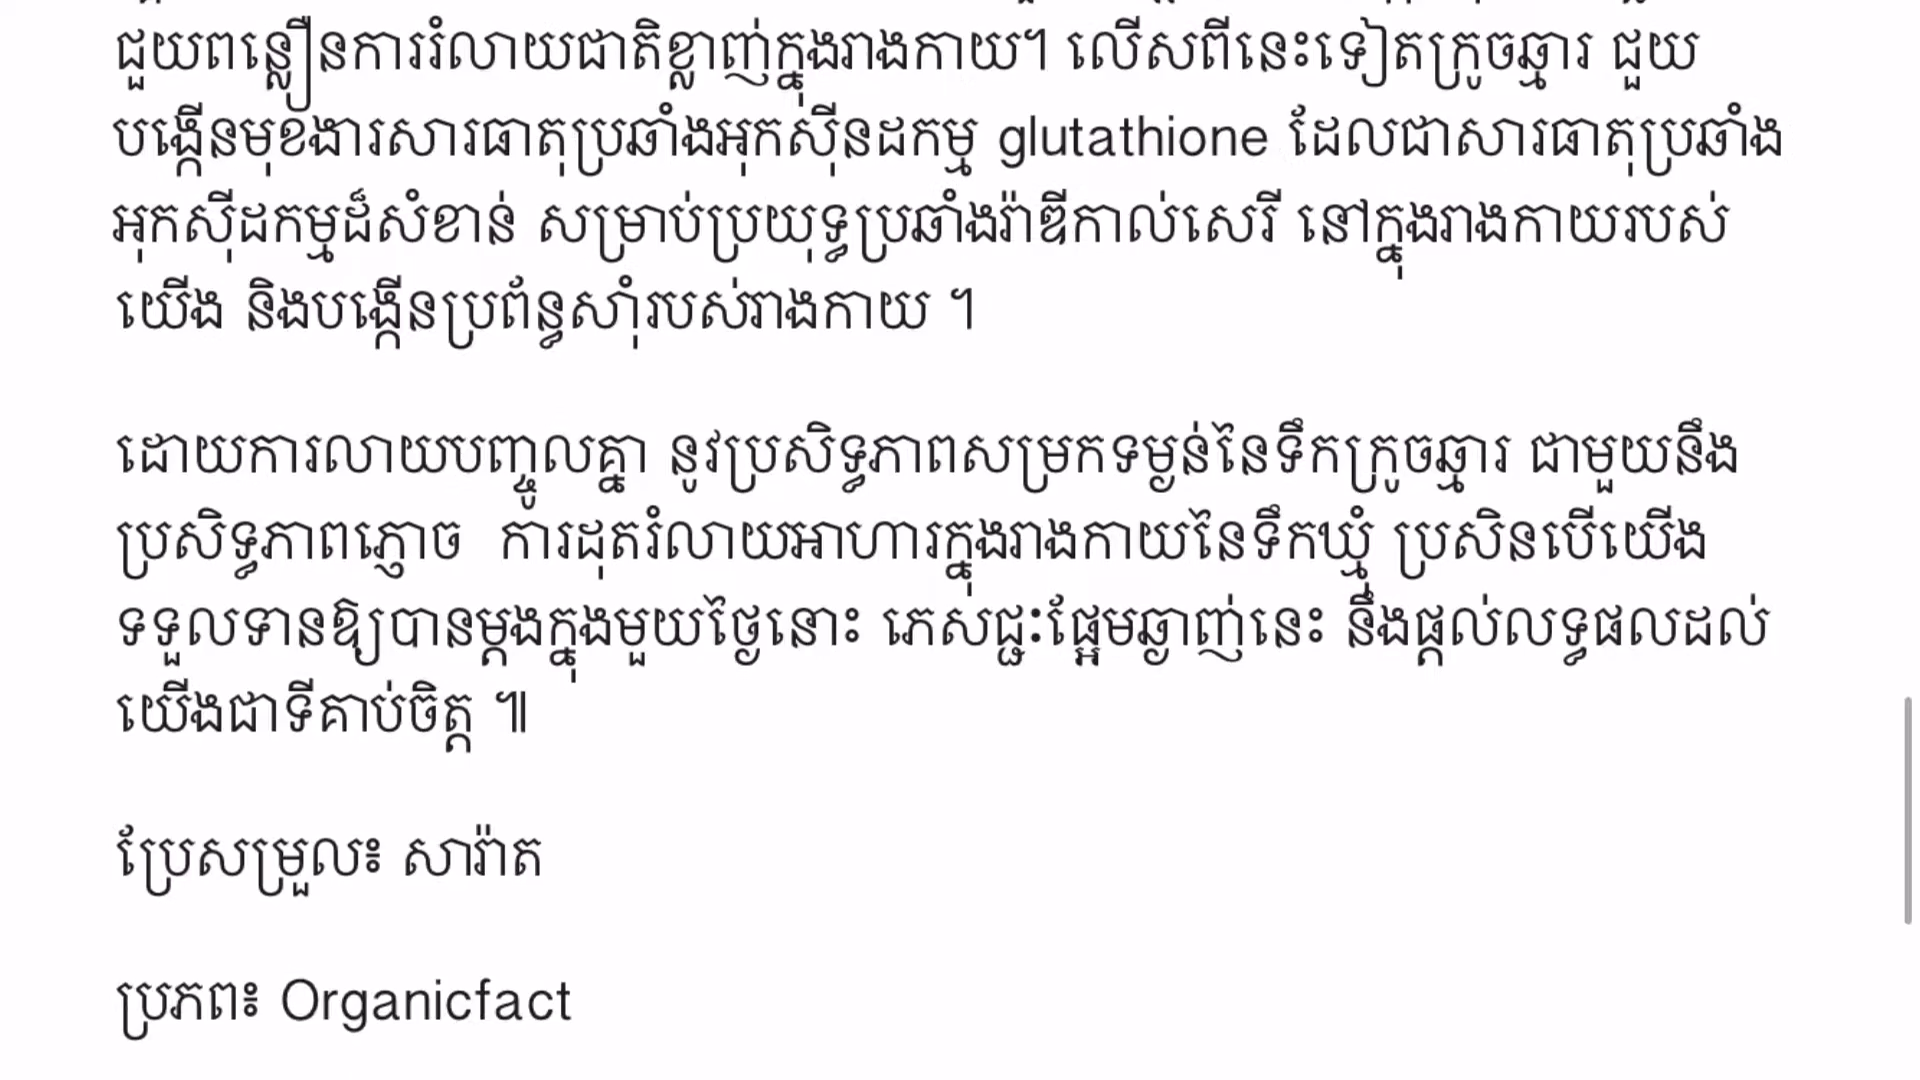 ជួយពន្លឿនការរំលាយជាតិខ្លាញ់ក្នុងរាងកាយ។ លើសពីនេះទៀតក្រូចឆ្មារ ជួយ
បង្កើនមុខងារសារធាតុប្រឆាំងអុកស៊ីនដកម្ម glutathione ដែលជាសារធាតុប្រឆាំង
អុកស៊ីដកម្មដ៏សំខាន់ សម្រាប់ប្រយុទ្ធប្រឆាំងរ៉ាឌីកាល់សេរី នៅក្នុងរាងកាយរបស់
យើង និងបង្កើនប្រព័ន្ធសាំុរបស់រាងកាយ ។
ដោយការលាយបញ្ចូលគ្នា នូវប្រសិទ្ធភាពសម្រកទម្ងន់នៃទឹកក្រូចឆ្មារ ជាមួយនឹង
ប្រសិទ្ធភាពភ្ញោច ការដុតរំលាយអាហារក្នុងរាងកាយនៃទឹកឃ្មុំ ប្រសិនបើយើង
ទទួលទានឱ្យបានម្តងក្នុងមួយថ្ងៃនោះ ភេសជ្ជៈផ្អែមឆ្ងាញ់នេះ នឹងផ្តល់លទ្ធផលដល់
យើងជាទីគាប់ចិត្ត ៕
ប្រែសម្រួល៖ សារ៉ាត
ប្រភព៖ Organicfact